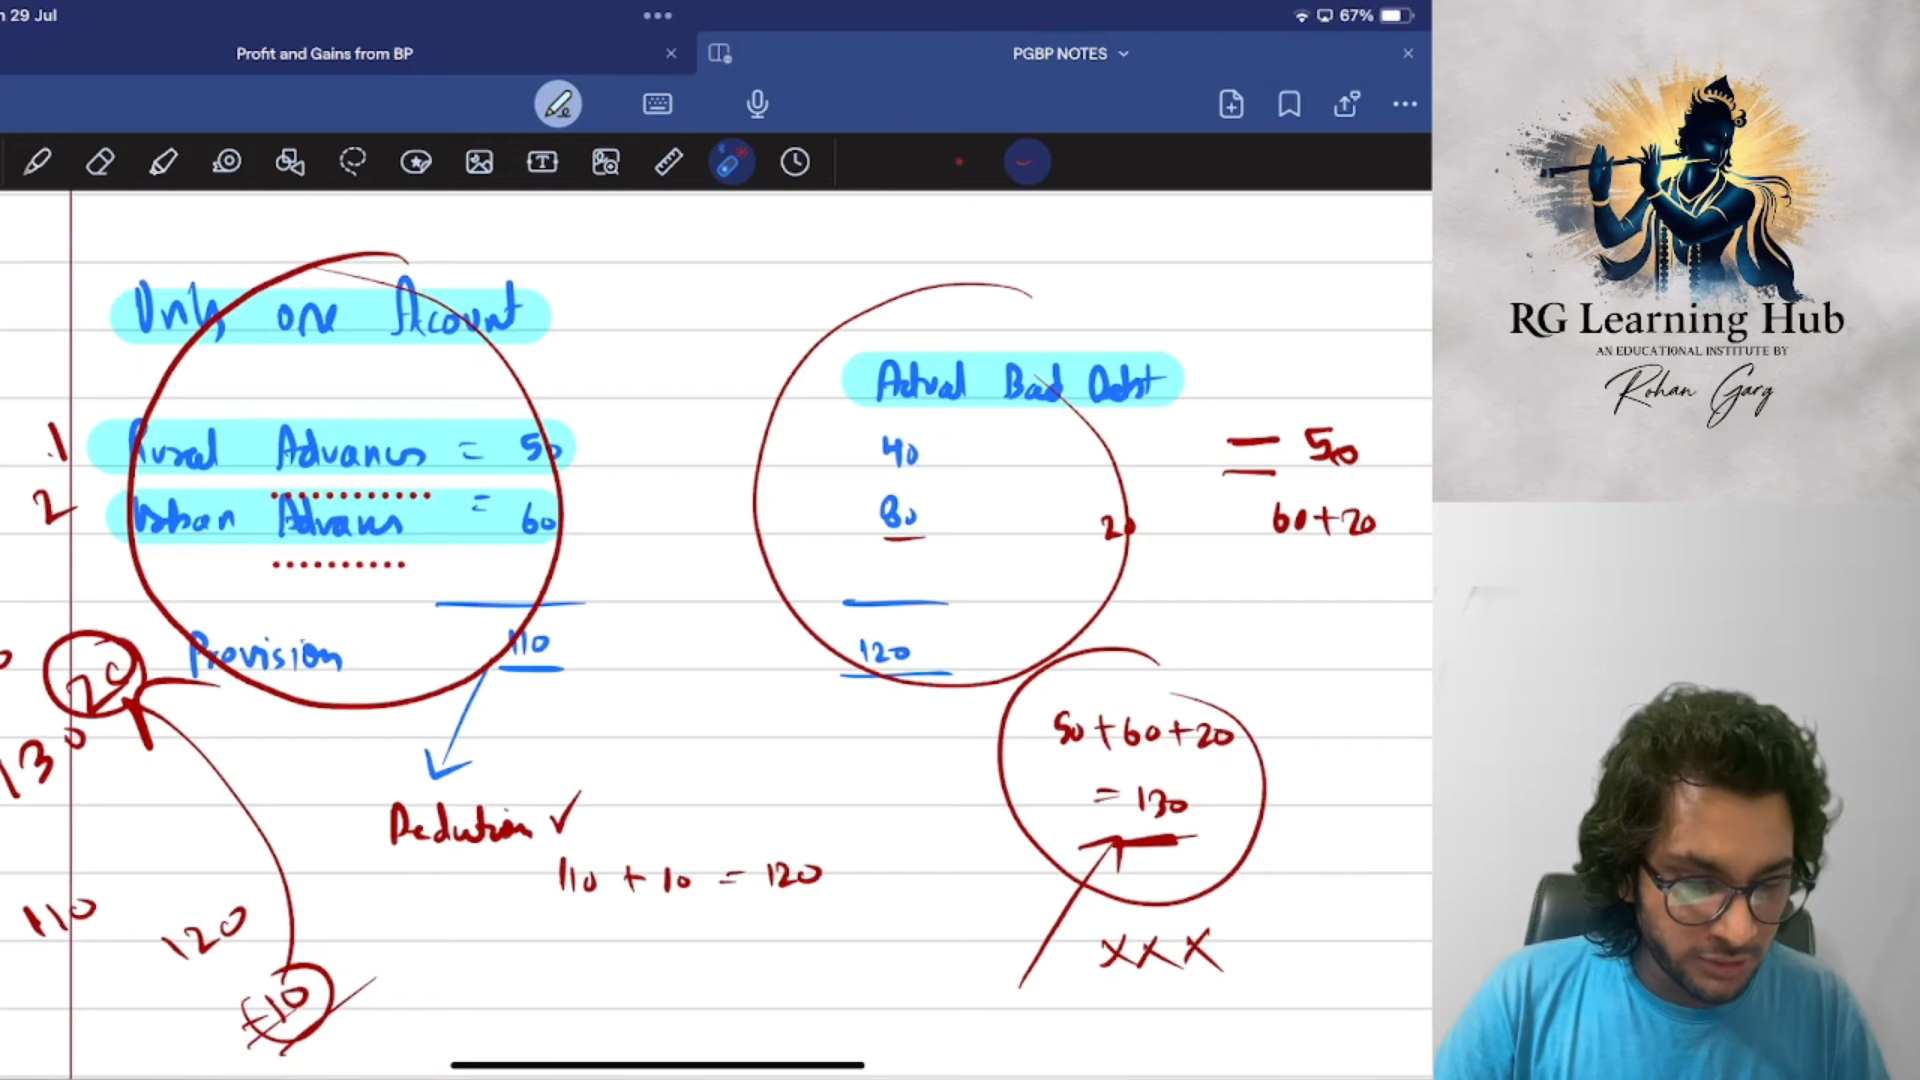 29 Jul
67%
Profit and Gains from BP
PGBP NOTES
Only one Account
Actual Bad Debt
1 Rural Advances = 50
40
= 50
2 Urban Advances = 60
80
20
60+20
Provision 110
120
20
130
50+60+20
= 130
Deduction ✓
110 + 10 = 120
110
120
+10
XXX
RG Learning Hub
AN EDUCATIONAL INSTITUTE BY
Rohan Garg